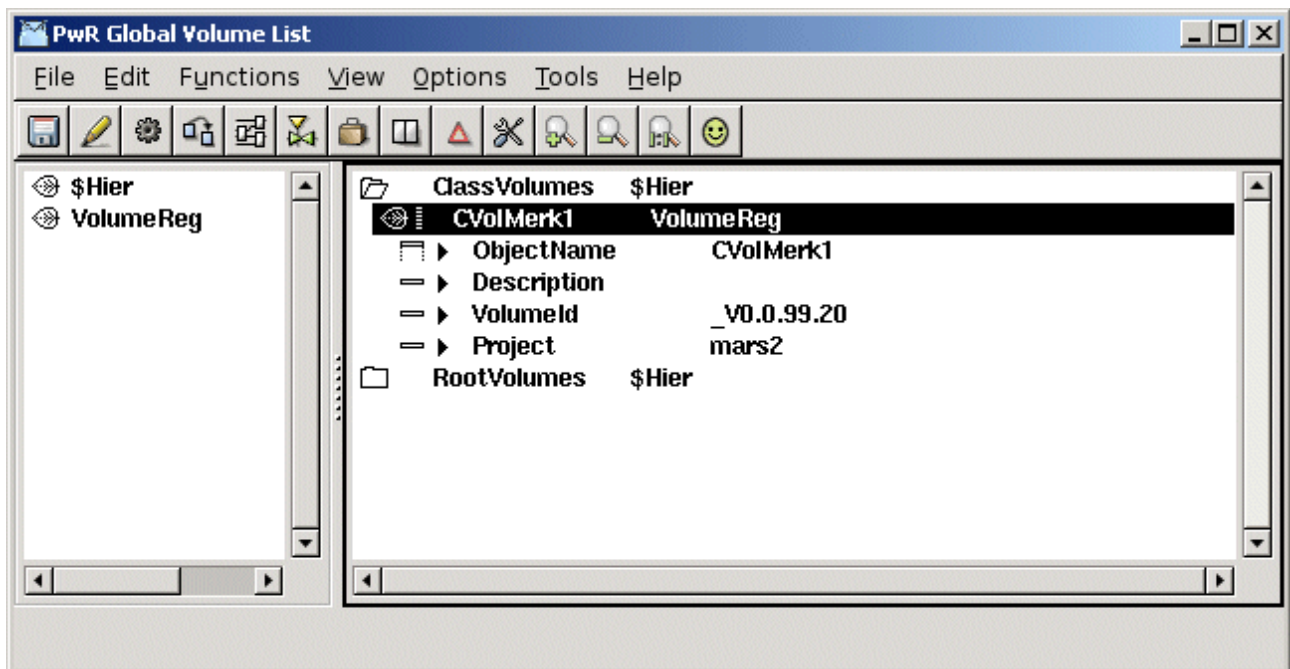 PwR Global Volume List
File Edit Functions View Options Tools Help
$Hier
VolumeReg
ClassVolumes $Hier
CVolMerk1 VolumeReg
ObjectName CVolMerk1
Description
VolumeId _V0.0.99.20
Project mars2
RootVolumes $Hier